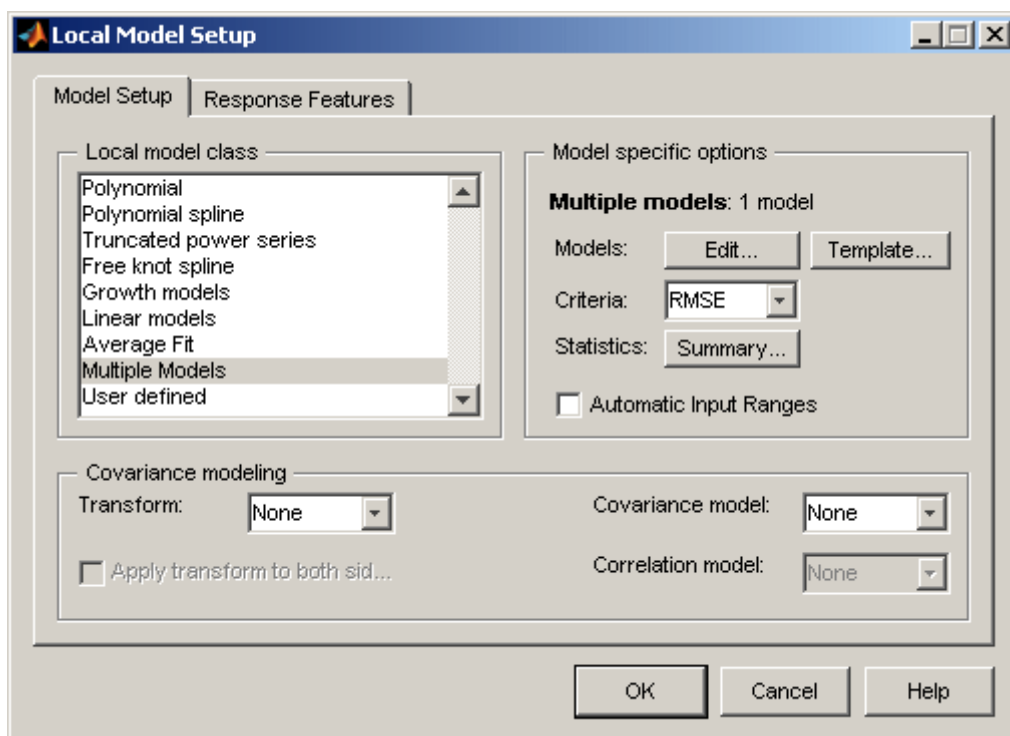 Local Model Setup
Model Setup
Response Features
Local model class
Polynomial
Polynomial spline
Truncated power series
Free knot spline
Growth models
Linear models
Average Fit
Multiple Models
User defined
Model specific options
Multiple models: 1 model
Models: Edit... Template...
Criteria: RMSE
Statistics: Summary...
Automatic Input Ranges
Covariance modeling
Transform: None
Apply transform to both sid...
Covariance model: None
Correlation model: None
OK Cancel Help